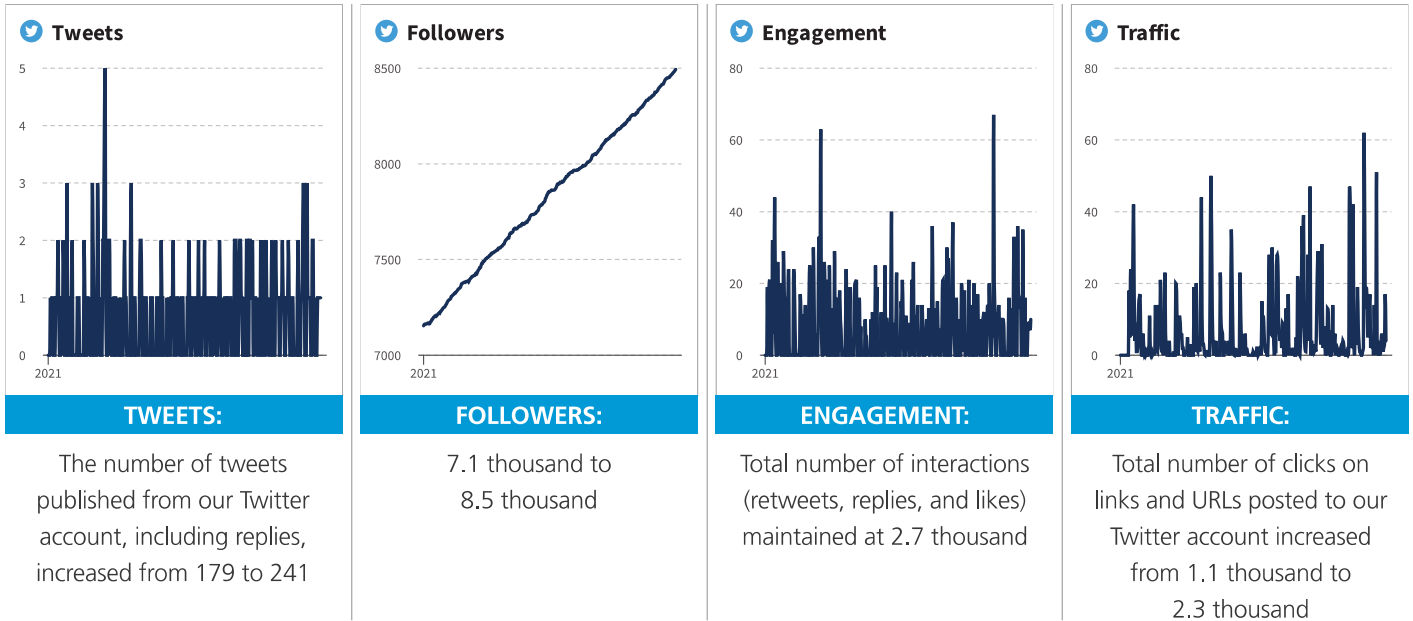 Tweets
5
4
3
2
1
0
2021
TWEETS:
The number of tweets
published from our Twitter
account, including replies,
increased from 179 to 241
Followers
8500
8000
7500
7000
2021
FOLLOWERS:
7.1 thousand to
8.5 thousand
Engagement
80
60
40
20
0
2021
ENGAGEMENT:
Total number of interactions
(retweets, replies, and likes)
maintained at 2.7 thousand
Traffic
80
60
40
20
0
2021
TRAFFIC:
Total number of clicks on
links and URLs posted to our
Twitter account increased
from 1.1 thousand to
2.3 thousand